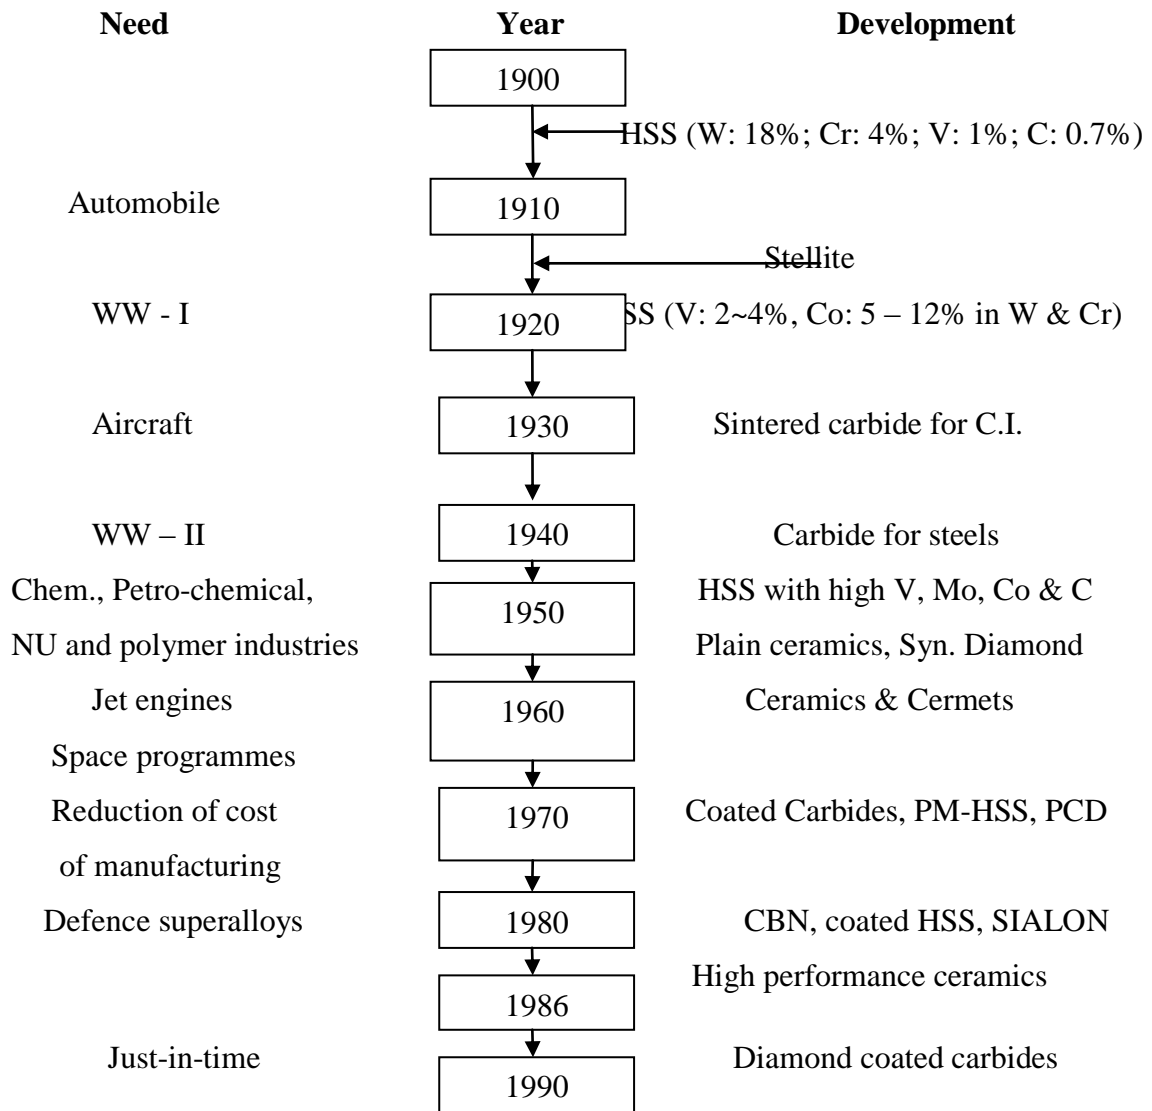 Need Year Development
1900
HSS (W: 18%; Cr: 4%; V: 1%; C: 0.7%)
Automobile 1910
Stellite
WW - I 1920 SS (V: 2~4%, Co: 5 – 12% in W & Cr)
Aircraft 1930 Sintered carbide for C.I.
WW – II 1940 Carbide for steels
Chem., Petro-chemical, 1950 HSS with high V, Mo, Co & C
NU and polymer industries Plain ceramics, Syn. Diamond
Jet engines 1960 Ceramics & Cermets
Space programmes
Reduction of cost 1970 Coated Carbides, PM-HSS, PCD
of manufacturing
Defence superalloys 1980 CBN, coated HSS, SIALON
High performance ceramics
1986
Just-in-time Diamond coated carbides
1990